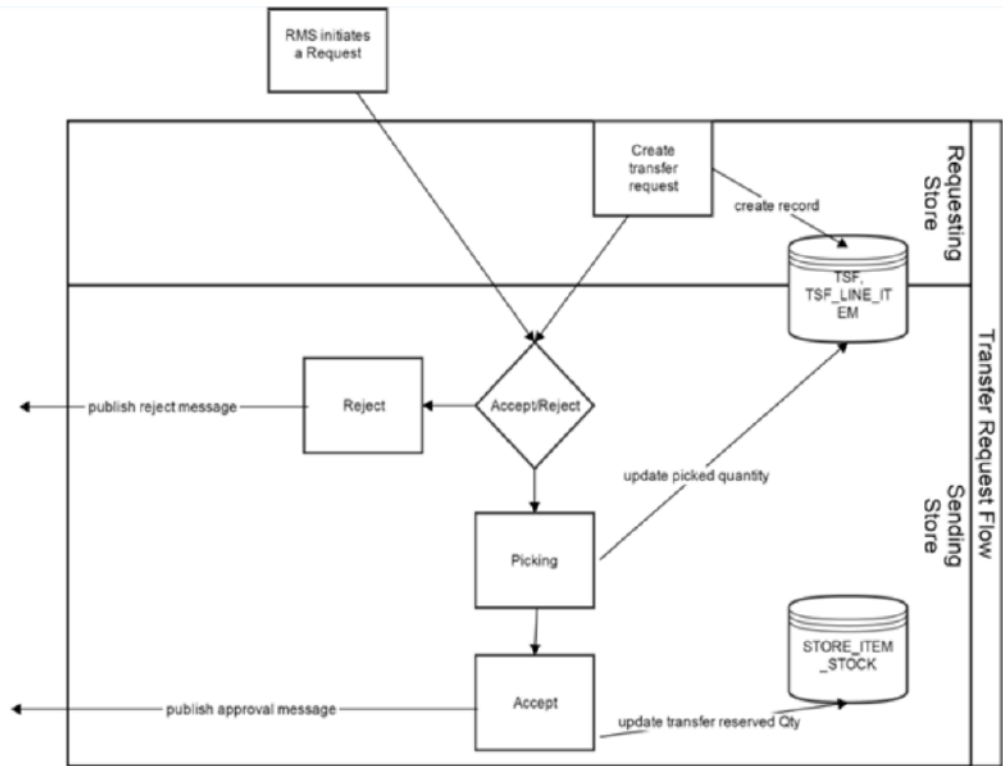 RMS initiates
a Request
Create
transfer
request
Requesting
Store
create record
TSF,
TSF_LINE_IT
EM
Accept/Reject
Reject
publish reject message
update picked quantity
Transfer Request Flow
Sending
Store
Picking
STORE_ITEM
_STOCK
Accept
publish approval message
update transfer reserved Qty